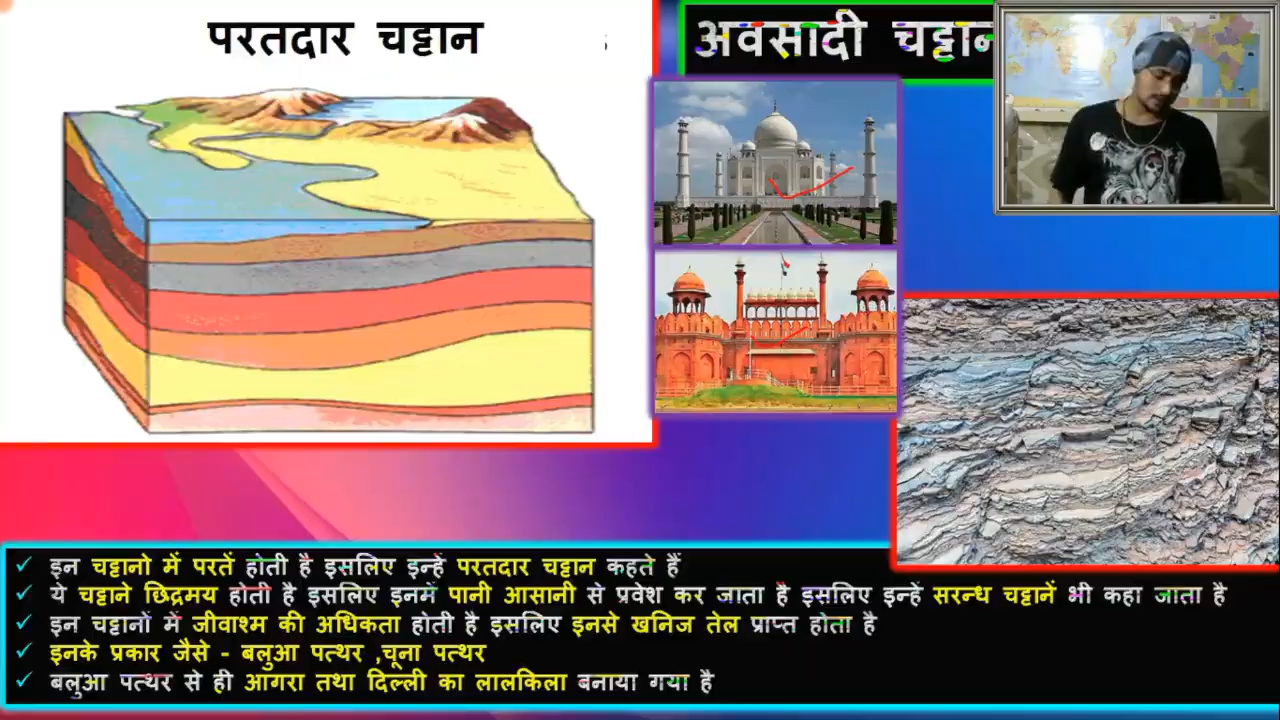 परतदार चट्टान
अवसादी चट्टान
इन चट्टानो में परतें होती है इसलिए इन्हें परतदार चट्टान कहते हैं
ये चट्टाने छिद्रमय होती है इसलिए इनमें पानी आसानी से प्रवेश कर जाता है इसलिए इन्हें सरन्ध चट्टानें भी कहा जाता है
इन चट्टानों में जीवाश्म की अधिकता होती है इसलिए इनसे खनिज तेल प्राप्त होता है
इनके प्रकार जैसे - बलुआ पत्थर ,चूना पत्थर
बलुआ पत्थर से ही आगरा तथा दिल्ली का लालकिला बनाया गया है